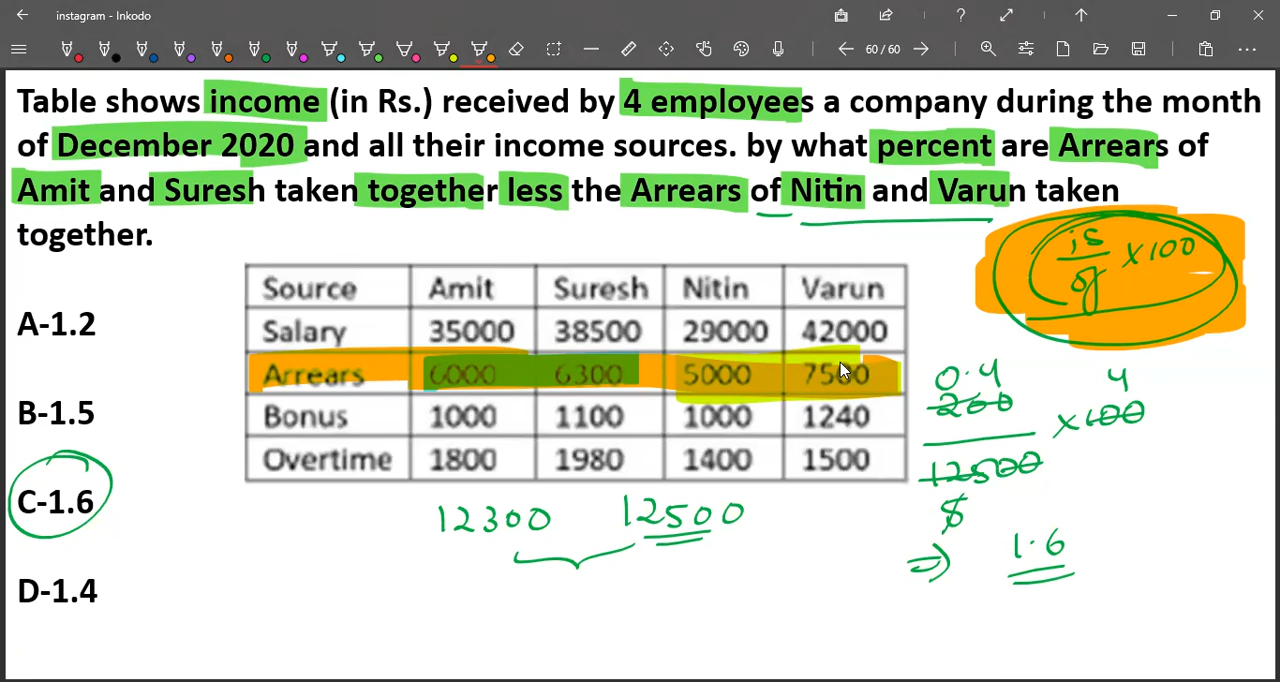 instagram - Inkodo
60 / 60
Table shows income (in Rs.) received by 4 employees a company during the month
of December 2020 and all their income sources. by what percent are Arrears of
Amit and Suresh taken together less the Arrears of Nitin and Varun taken
together.
is/of ×100
Source Amit Suresh Nitin Varun
A-1.2
Salary 35000 38500 29000 42000
Arrears 6000 6300 5000 7500
0.4 4
200/12500 ×100
B-1.5
Bonus 1000 1100 1000 1240
Overtime 1800 1980 1400 1500
C-1.6
12300 12500
⇒ 1.6
D-1.4